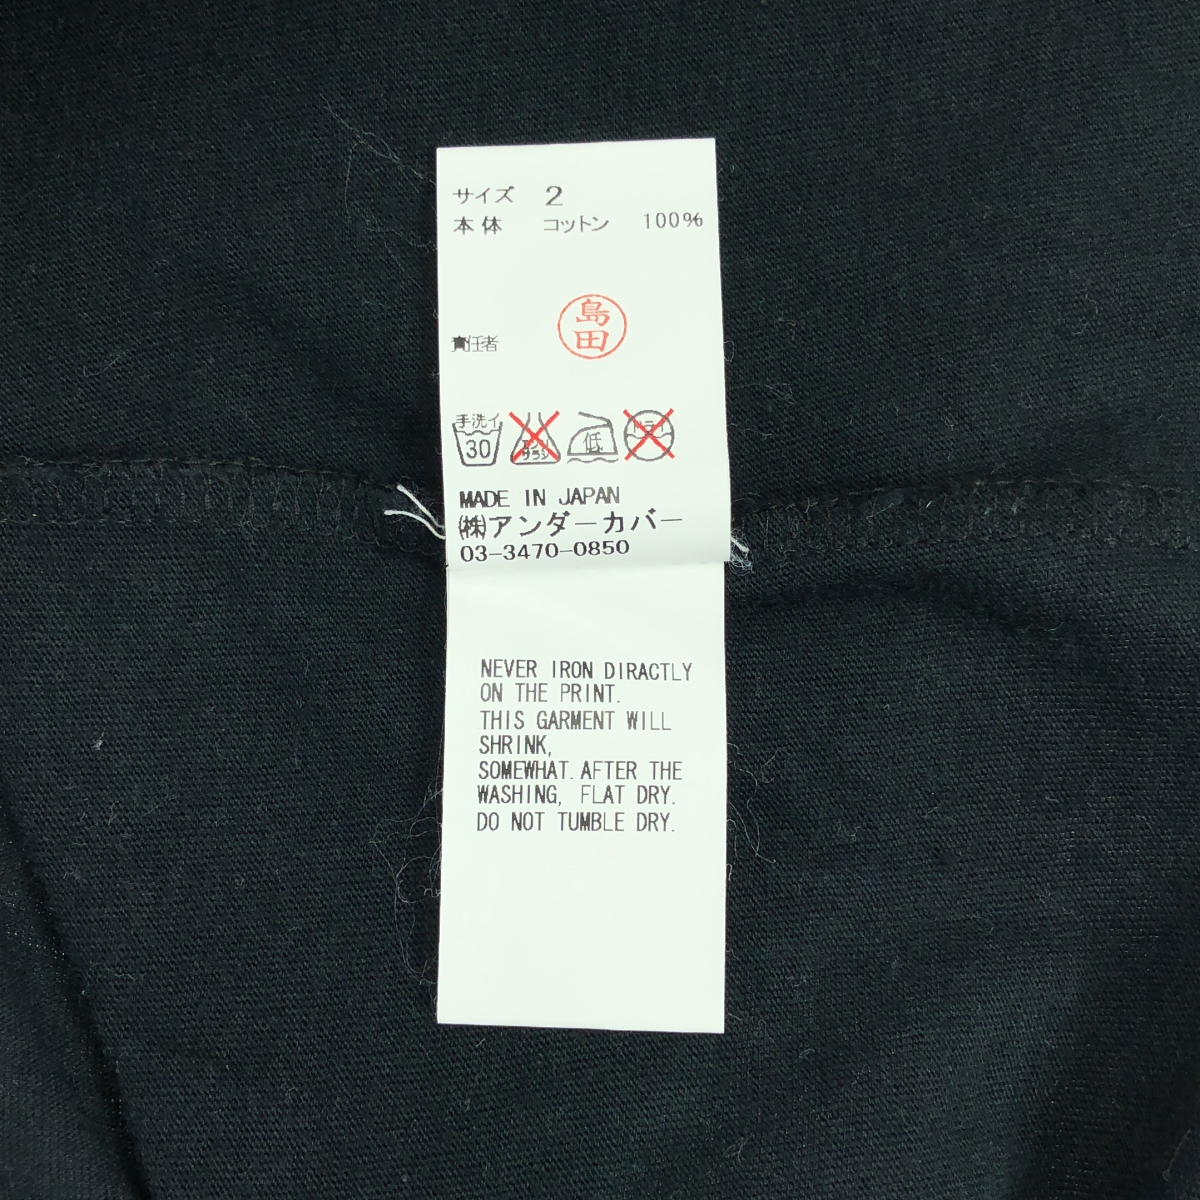 サイズ 2
本体 コットン 100%
島田
責任者
手洗イ
30
エンソ
サラシ
低
ドライ
MADE IN JAPAN
㈱アンダーカバー
03-3470-0850
NEVER IRON DIRACTLY
ON THE PRINT.
THIS GARMENT WILL
SHRINK,
SOMEWHAT. AFTER THE
WASHING, FLAT DRY.
DO NOT TUMBLE DRY.